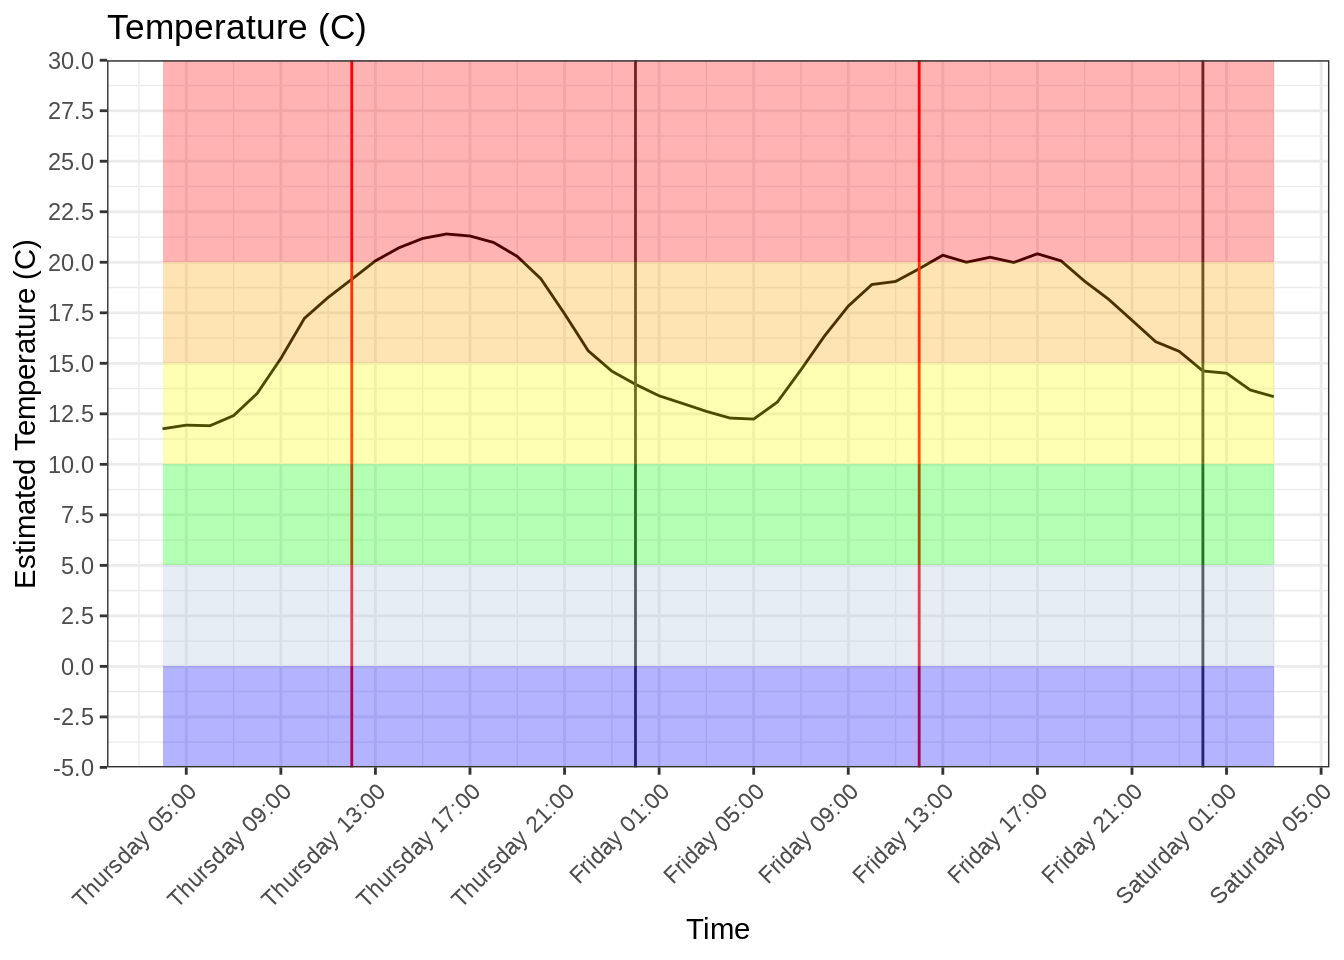 Temperature (C)
Estimated Temperature (C)
30.0
27.5
25.0
22.5
20.0
17.5
15.0
12.5
10.0
7.5
5.0
2.5
0.0
-2.5
-5.0
Thursday 05:00
Thursday 09:00
Thursday 13:00
Thursday 17:00
Thursday 21:00
Friday 01:00
Friday 05:00
Friday 09:00
Friday 13:00
Friday 17:00
Friday 21:00
Saturday 01:00
Saturday 05:00
Time